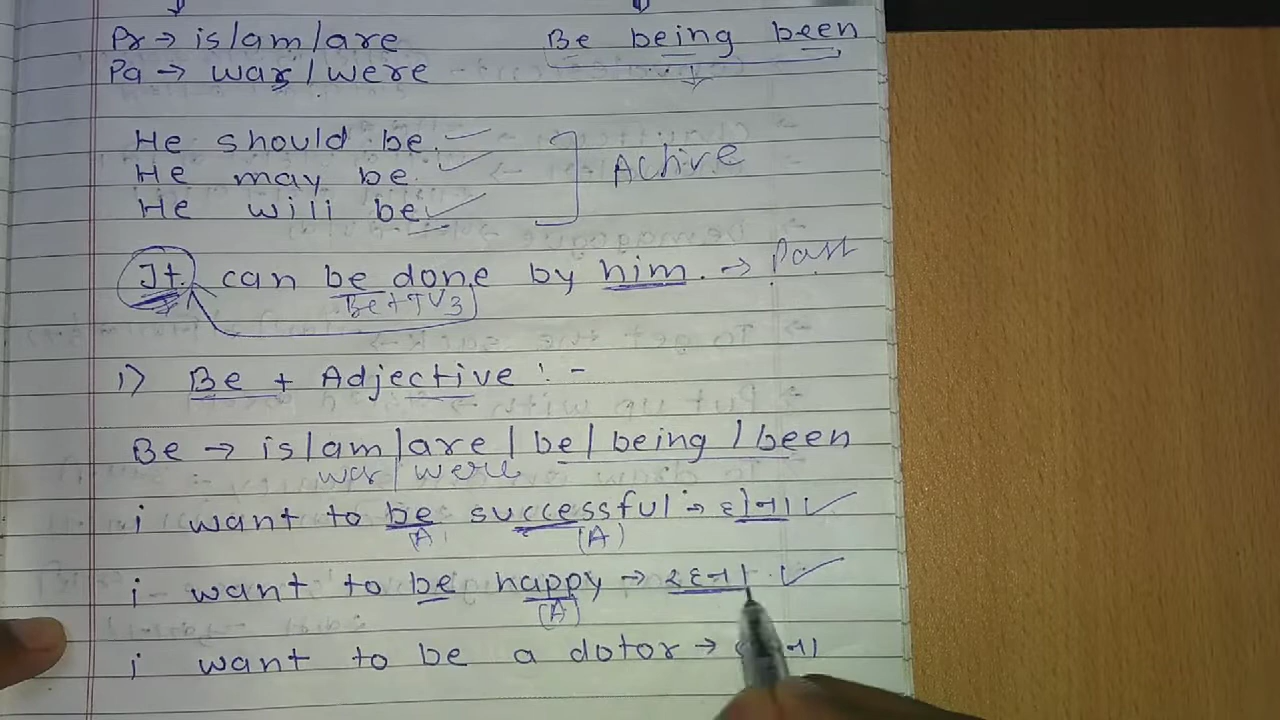 Pr → is/am/are Be being been
Pa → was/were
He should be. ✓
He may be. ✓ Active
He will be ✓
It can be done by him. → Pass
Be + TV3
1) Be + Adjective :-
Be → is/am/are/be/being/been
was/were
i want to be successful → होना ✓
(A) (A)
i want to be happy → रहना ✓
(A)
i want to be a dotor →